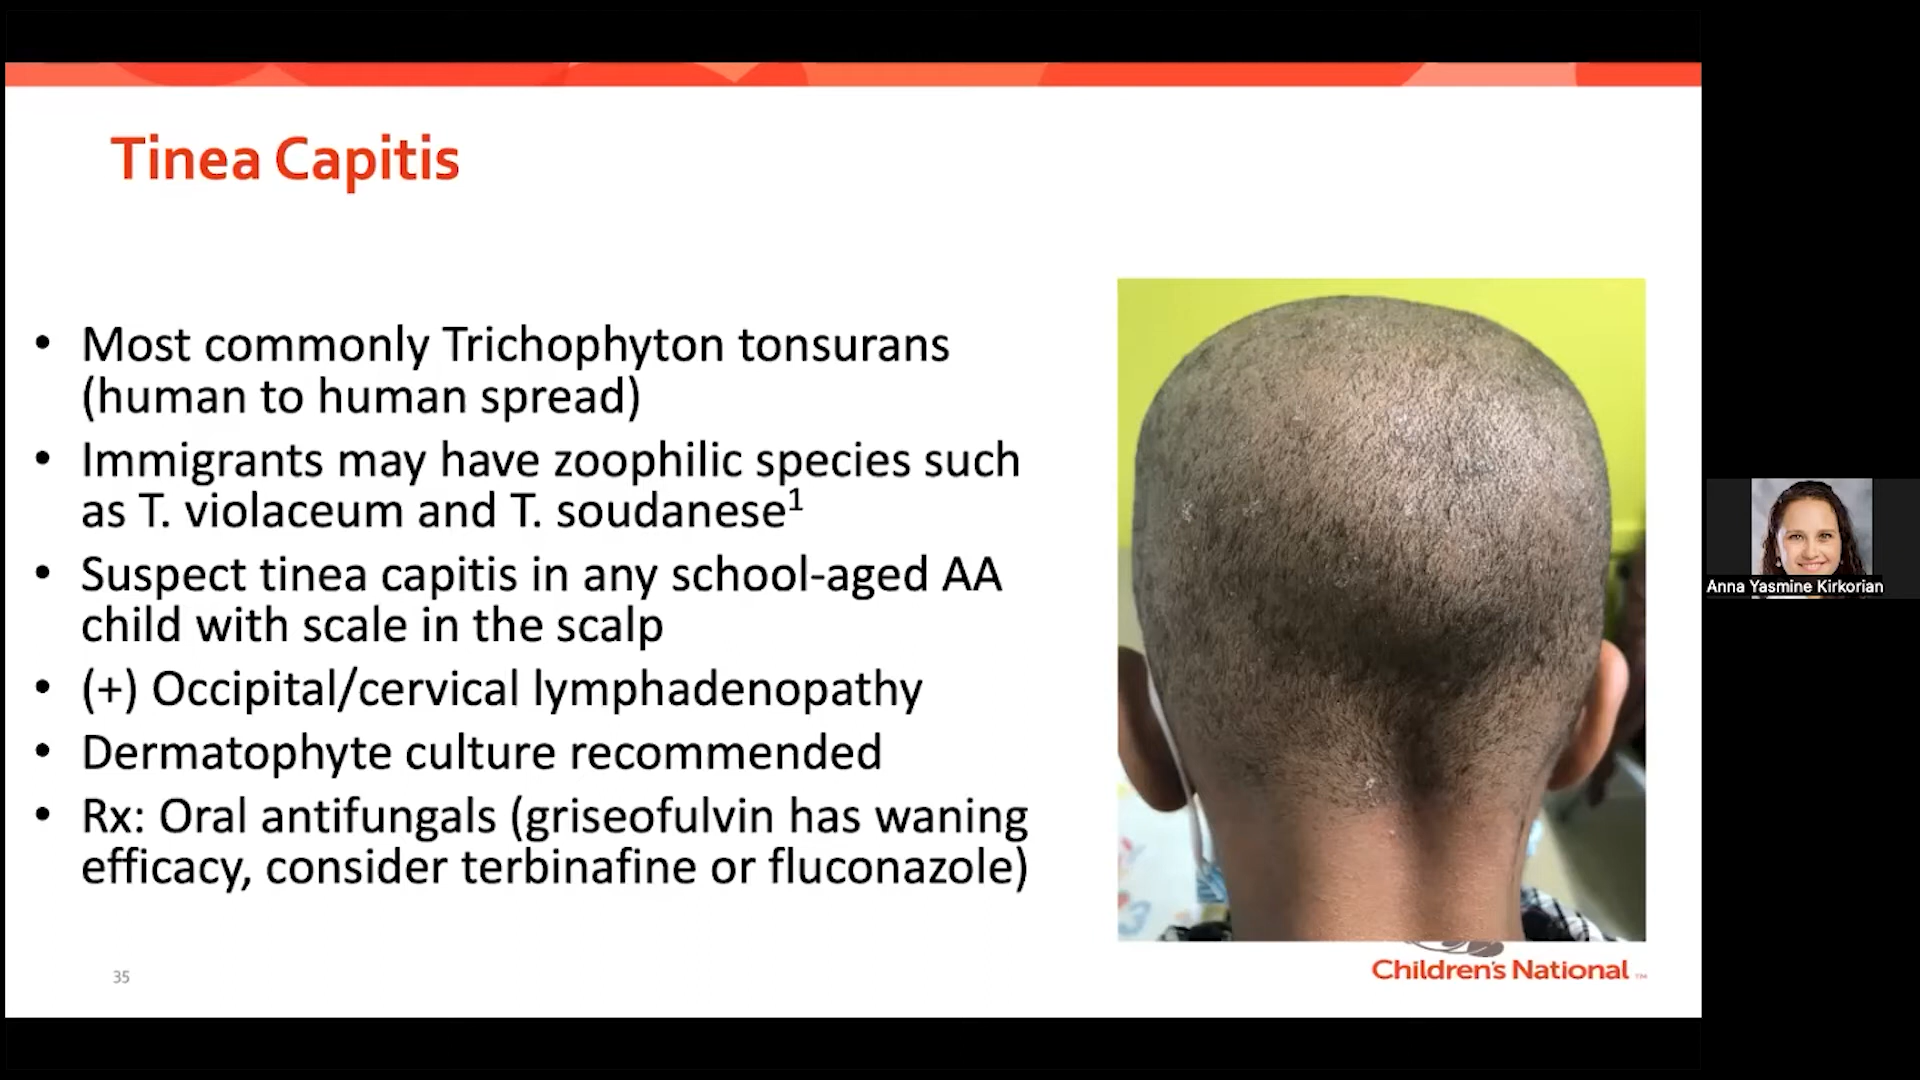 Tinea Capitis
• Most commonly Trichophyton tonsurans
(human to human spread)
• Immigrants may have zoophilic species such
as T. violaceum and T. soudanese¹
• Suspect tinea capitis in any school-aged AA
child with scale in the scalp
• (+) Occipital/cervical lymphadenopathy
• Dermatophyte culture recommended
• Rx: Oral antifungals (griseofulvin has waning
efficacy, consider terbinafine or fluconazole)
35
Children's National ™
Anna Yasmine Kirkorian